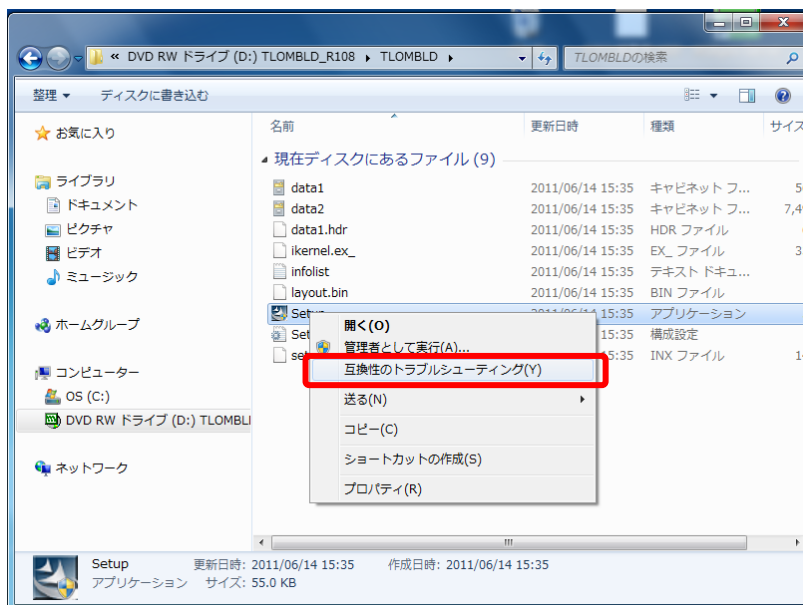 « DVD RW ドライブ (D:) TLOMBLD_R108 ▸ TLOMBLD ▸
TLOMBLDの検索
整理 ▼ ディスクに書き込む
名前 更新日時 種類 サイズ
お気に入り
現在ディスクにあるファイル (9)
ライブラリ
ドキュメント
ピクチャ
ビデオ
ミュージック
ホームグループ
コンピューター
OS (C:)
DVD RW ドライブ (D:) TLOMBL
ネットワーク
data1 2011/06/14 15:35 キャビネット フ...
data2 2011/06/14 15:35 キャビネット フ...
data1.hdr 2011/06/14 15:35 HDR ファイル
ikernel.ex_ 2011/06/14 15:35 EX_ ファイル
infolist 2011/06/14 15:35 テキスト ドキュ...
layout.bin 2011/06/14 15:35 BIN ファイル
Setup 2011/06/14 15:35 アプリケーション
Set 15:35 構成設定
set 15:35 INX ファイル
開く(O)
管理者として実行(A)...
互換性のトラブルシューティング(Y)
送る(N)
コピー(C)
ショートカットの作成(S)
プロパティ(R)
Setup 更新日時: 2011/06/14 15:35 作成日時: 2011/06/14 15:35
アプリケーション サイズ: 55.0 KB